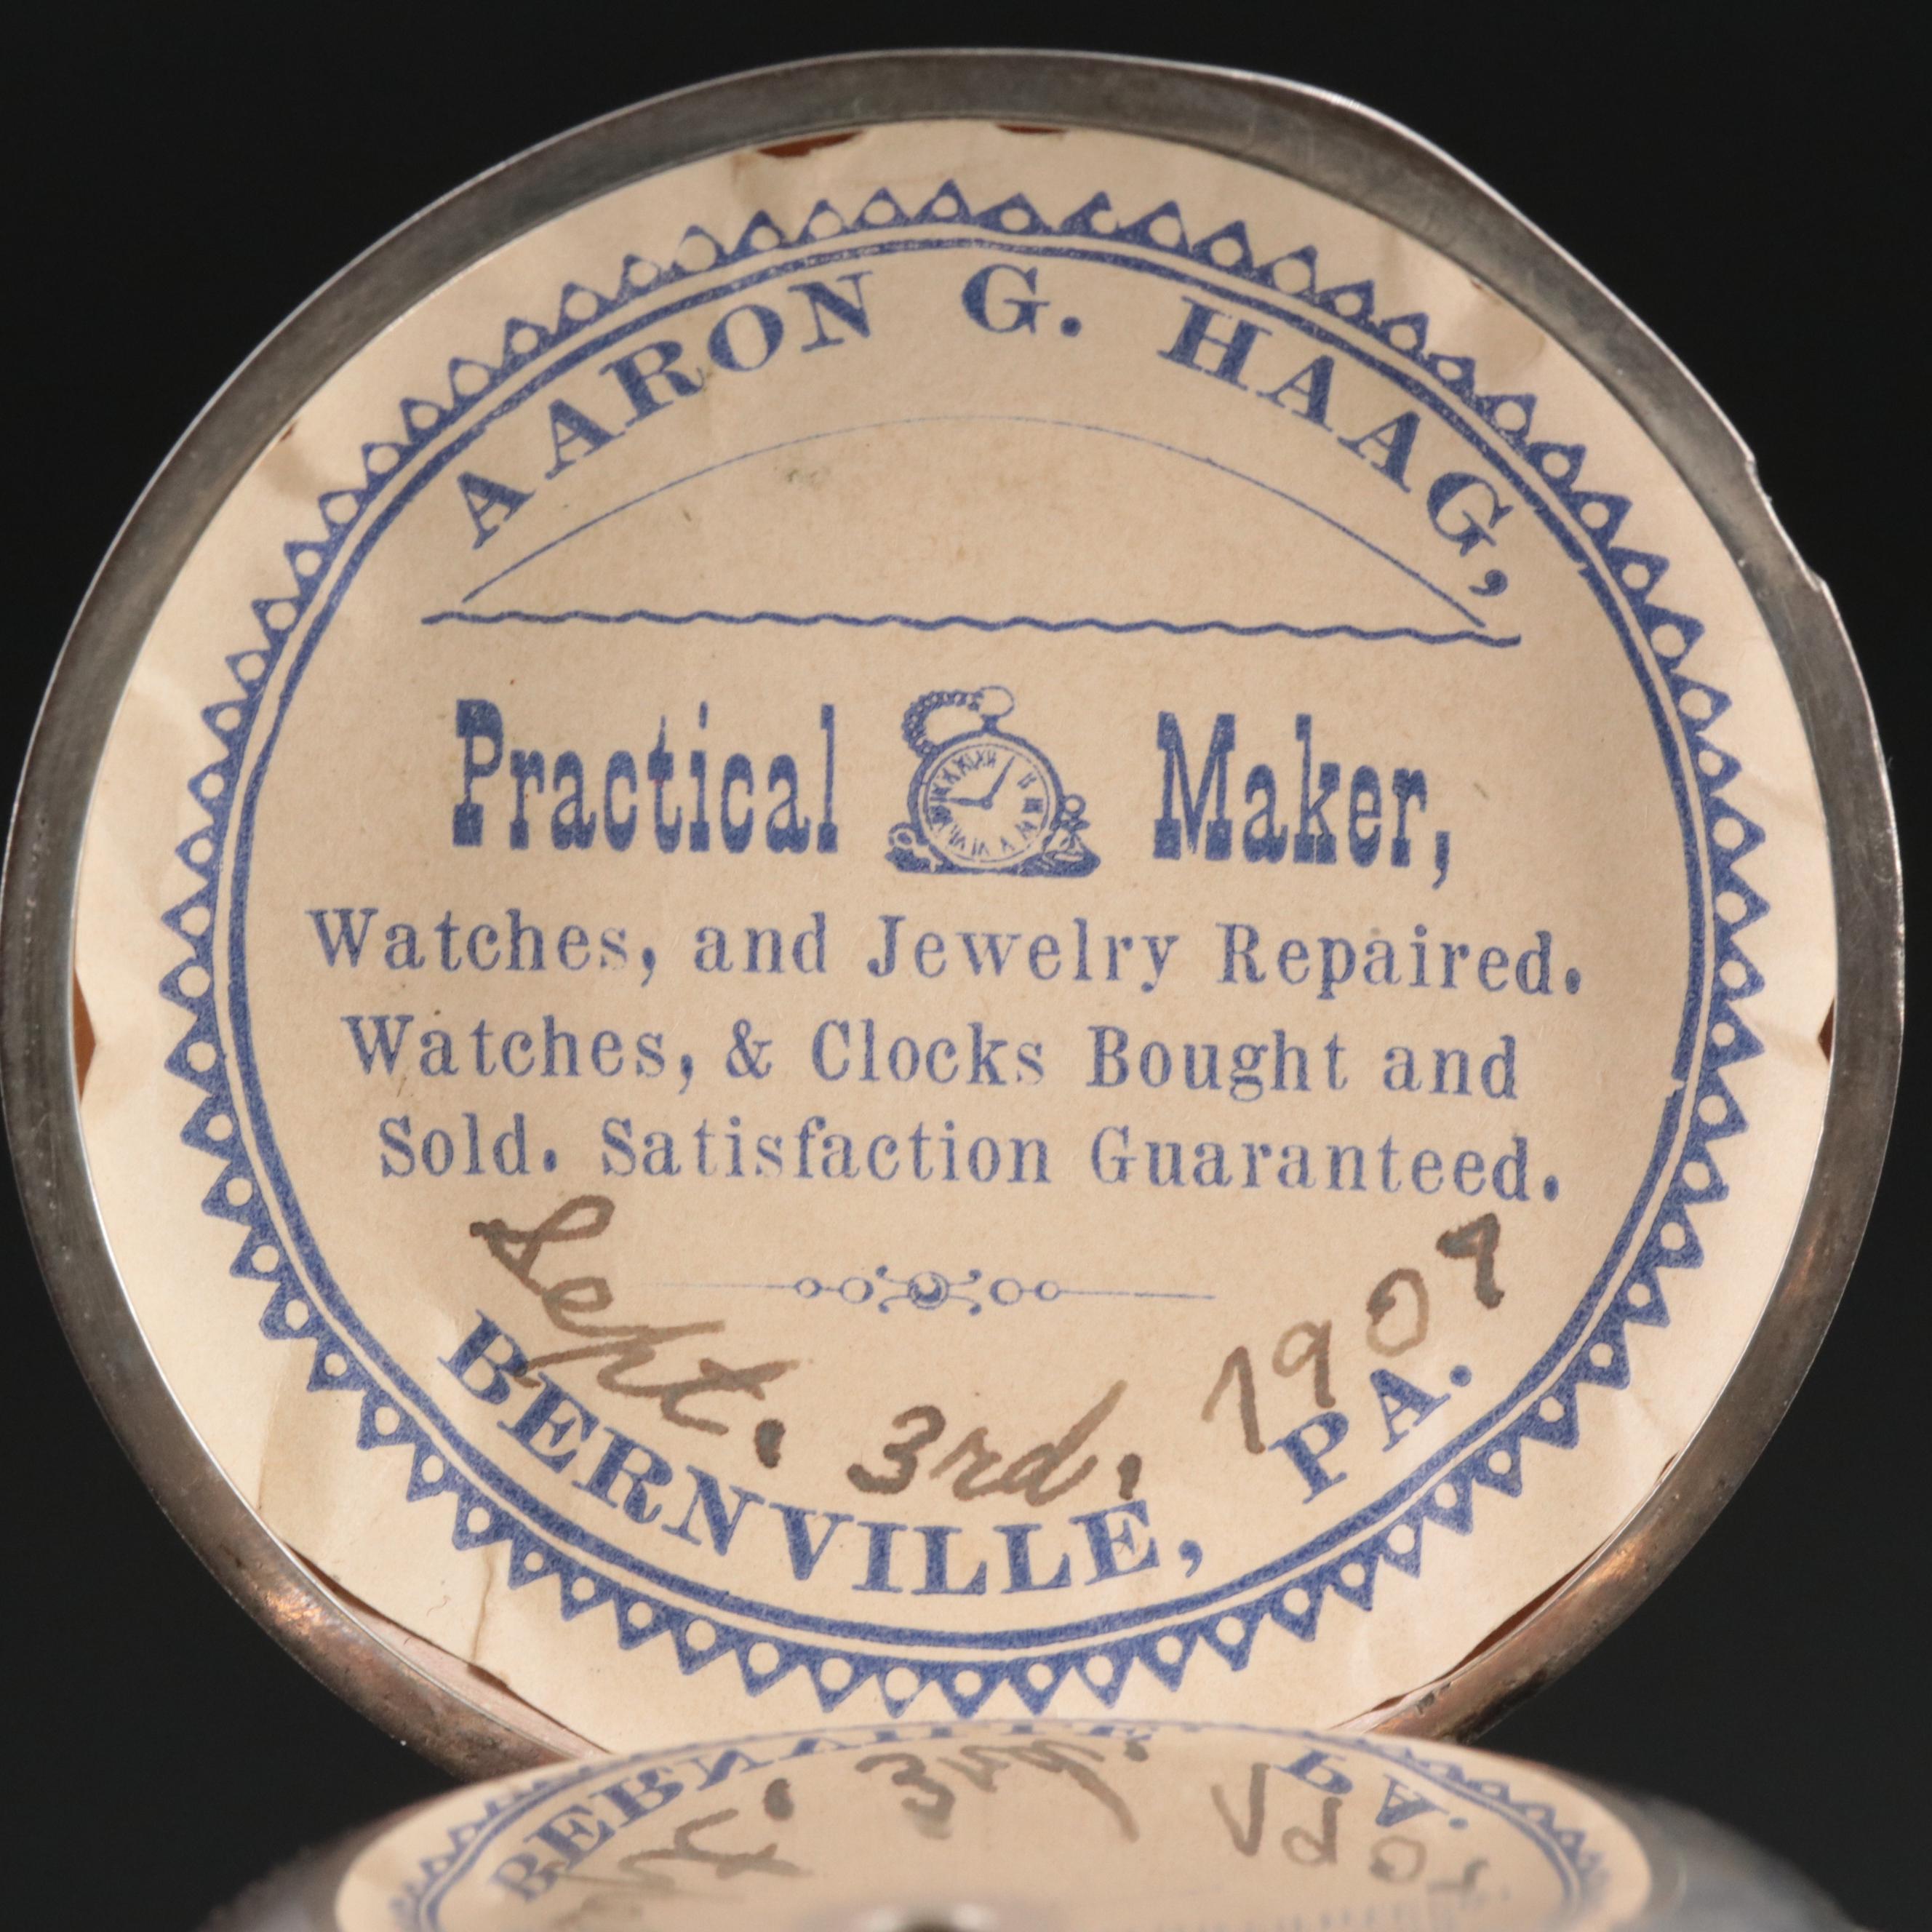 AARON G. HAAG,
Practical Maker,
Watches, and Jewelry Repaired.
Watches, & Clocks Bought and
Sold. Satisfaction Guaranteed.
Sept. 3rd. 1907
BERNVILLE, PA.